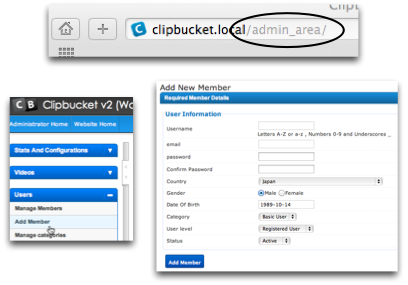 Clip
clipbucket.local/admin_area/
C B Clipbucket v2 (Wo
Administrator Home Website Home
Stats And Configurations
Videos
Users
Manage Members
Add Member
Manage categories
Add New Member
Required Member Details
User Information
Username
Letters A-Z or a-z , Numbers 0-9 and Underscores _
email
password
Confirm Password
Country Japan
Gender Male Female
Date Of Birth 1989-10-14
Category Basic User
User level Registered User
Status Active
Add Member